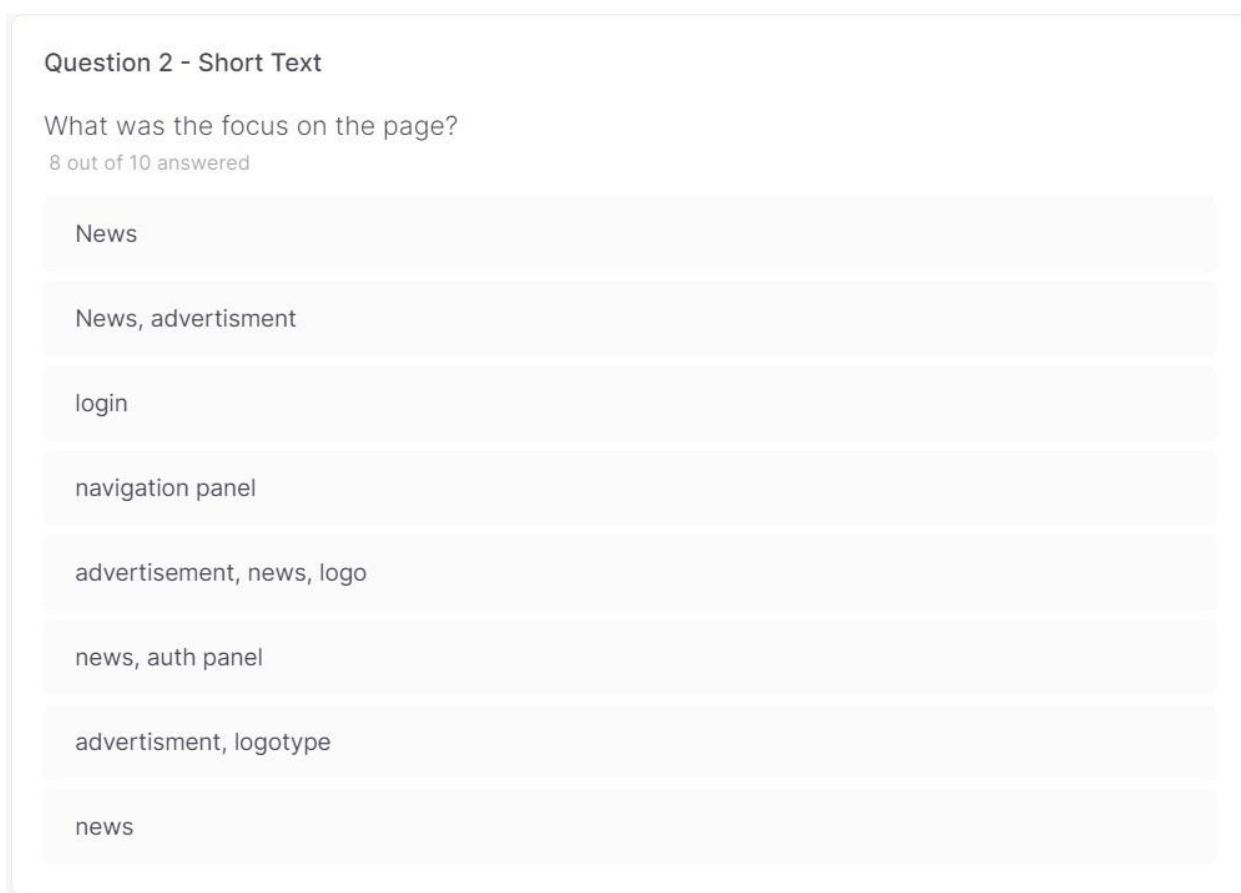 Question 2 - Short Text
What was the focus on the page?
8 out of 10 answered
News
News, advertisment
login
navigation panel
advertisement, news, logo
news, auth panel
advertisment, logotype
news